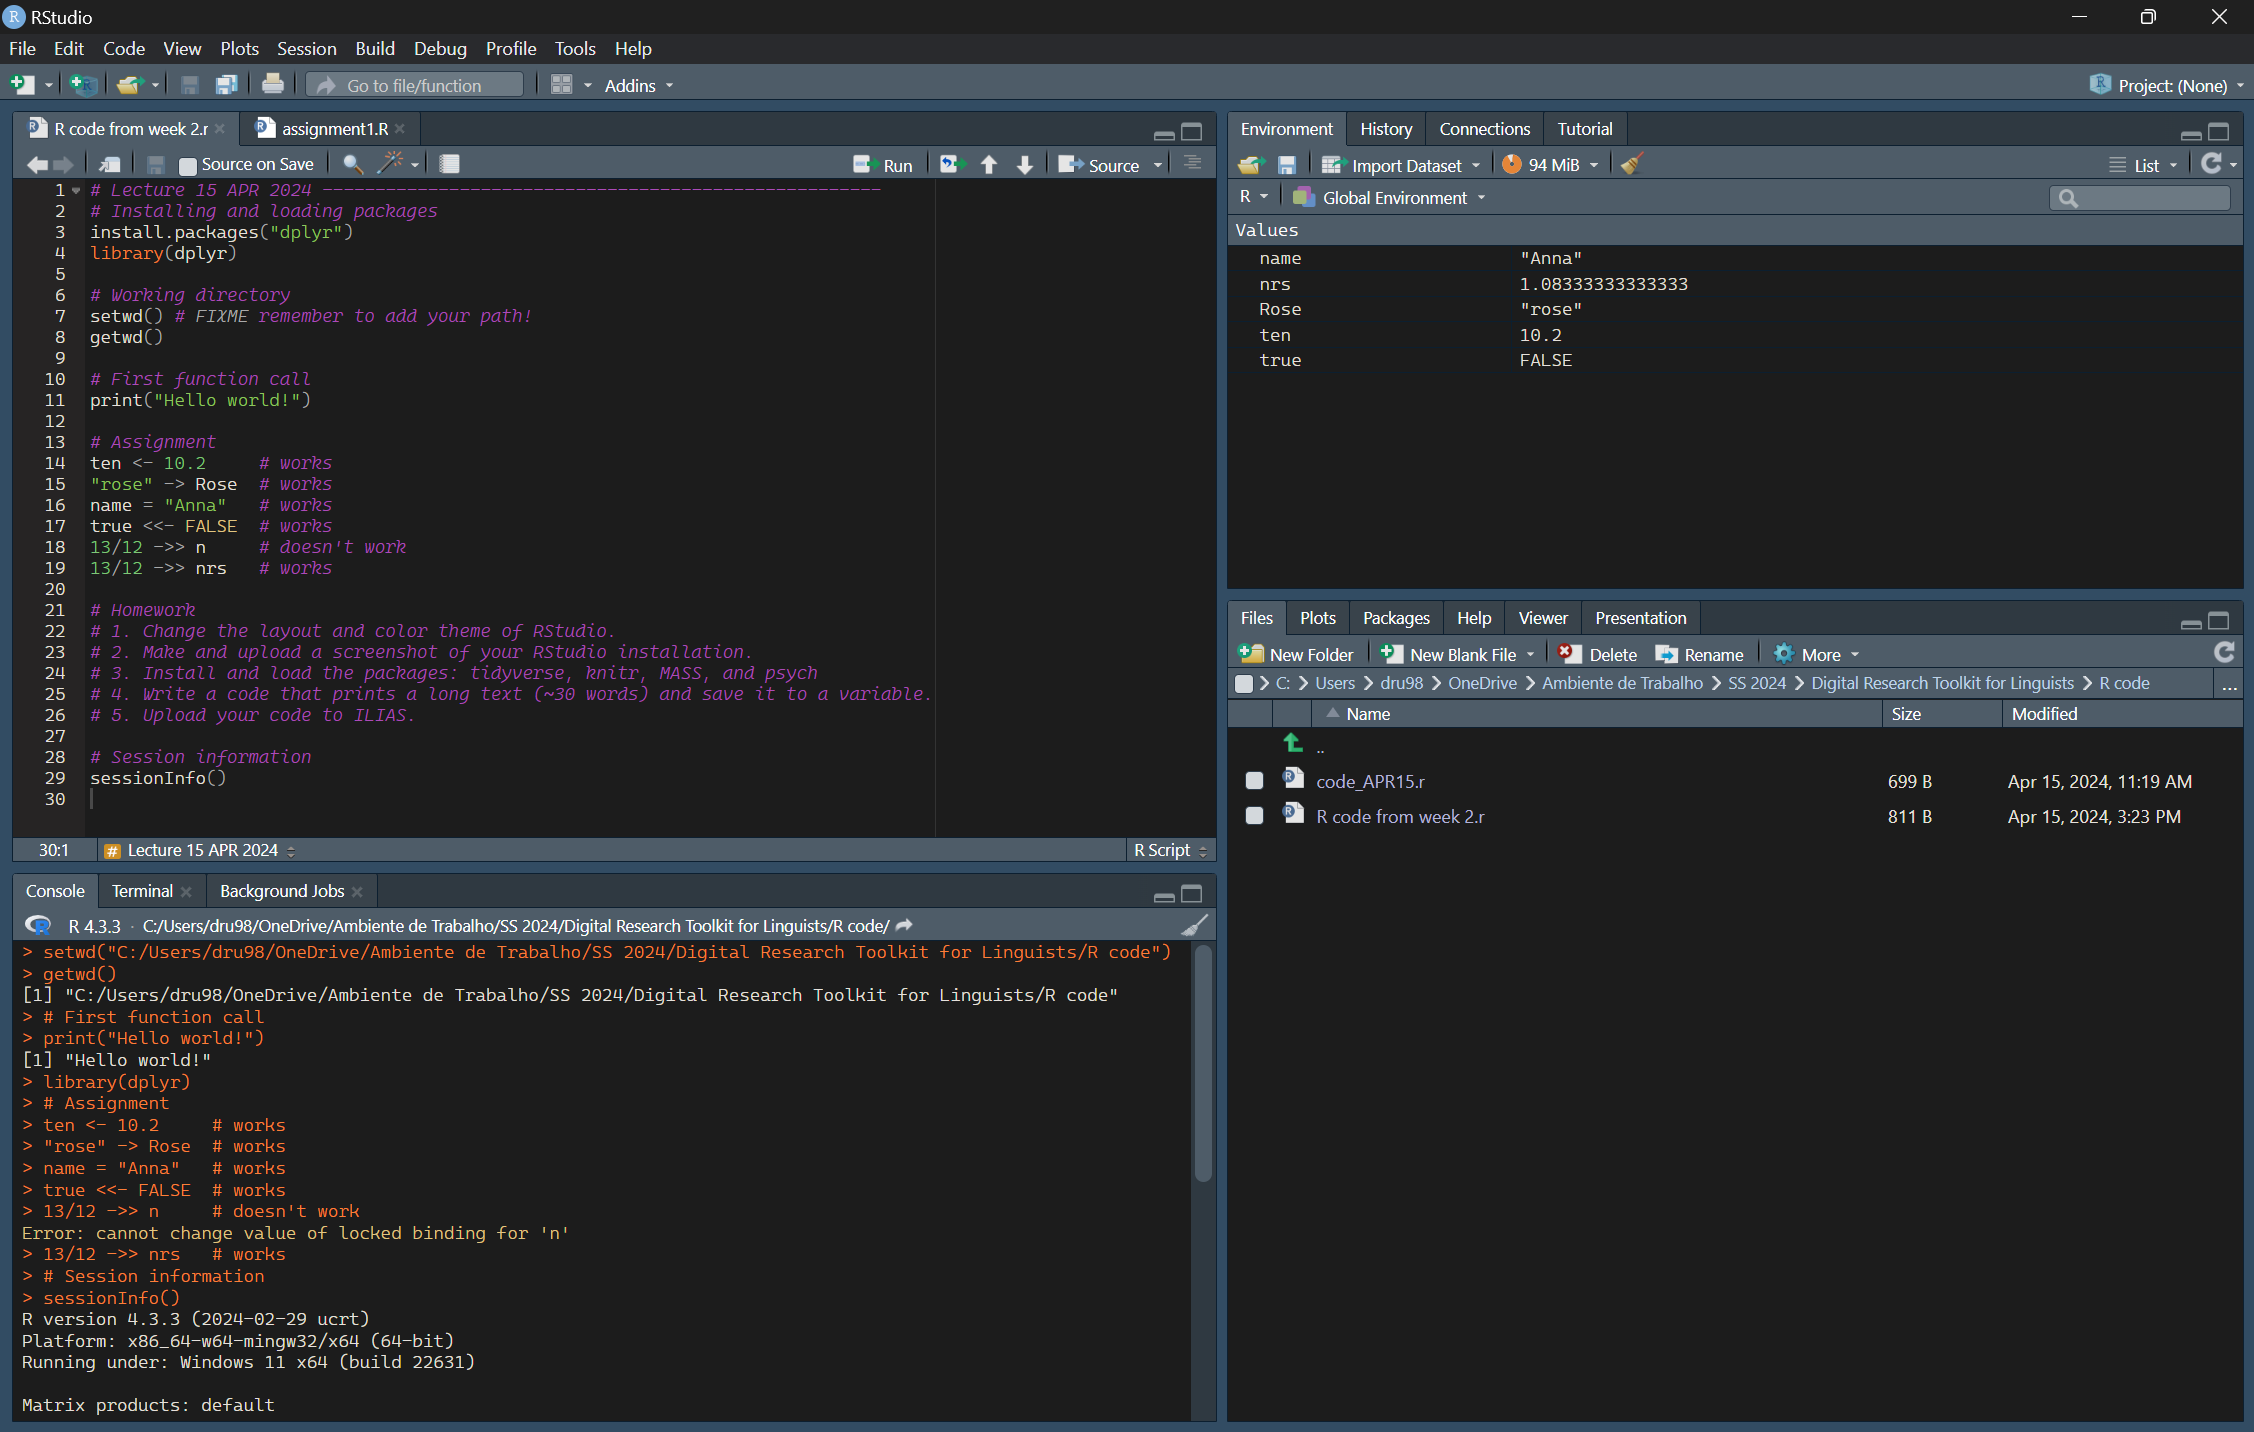 RStudio
File Edit Code View Plots Session Build Debug Profile Tools Help
Go to file/function Addins Project: (None)
R code from week 2.r assignment1.R
Source on Save Run Source
1 # Lecture 15 APR 2024 -----------------------------------------------------
2 # Installing and loading packages
3 install.packages("dplyr")
4 library(dplyr)
5
6 # Working directory
7 setwd() # FIXME remember to add your path!
8 getwd()
9
10 # First function call
11 print("Hello world!")
12
13 # Assignment
14 ten <- 10.2     # works
15 "rose" -> Rose  # works
16 name = "Anna"   # works
17 true <<- FALSE  # works
18 13/12 ->> n     # doesn't work
19 13/12 ->> nrs   # works
20
21 # Homework
22 # 1. Change the layout and color theme of RStudio.
23 # 2. Make and upload a screenshot of your RStudio installation.
24 # 3. Install and load the packages: tidyverse, knitr, MASS, and psych
25 # 4. Write a code that prints a long text (~30 words) and save it to a variable.
26 # 5. Upload your code to ILIAS.
27
28 # Session information
29 sessionInfo()
30
30:1 # Lecture 15 APR 2024 R Script
Console Terminal Background Jobs
R 4.3.3 · C:/Users/dru98/OneDrive/Ambiente de Trabalho/SS 2024/Digital Research Toolkit for Linguists/R code/
> setwd("C:/Users/dru98/OneDrive/Ambiente de Trabalho/SS 2024/Digital Research Toolkit for Linguists/R code")
> getwd()
[1] "C:/Users/dru98/OneDrive/Ambiente de Trabalho/SS 2024/Digital Research Toolkit for Linguists/R code"
> # First function call
> print("Hello world!")
[1] "Hello world!"
> library(dplyr)
> # Assignment
> ten <- 10.2     # works
> "rose" -> Rose  # works
> name = "Anna"   # works
> true <<- FALSE  # works
> 13/12 ->> n     # doesn't work
Error: cannot change value of locked binding for 'n'
> 13/12 ->> nrs   # works
> # Session information
> sessionInfo()
R version 4.3.3 (2024-02-29 ucrt)
Platform: x86_64-w64-mingw32/x64 (64-bit)
Running under: Windows 11 x64 (build 22631)
Matrix products: default
Environment History Connections Tutorial
Import Dataset 94 MiB List
R Global Environment
Values
name "Anna"
nrs 1.08333333333333
Rose "rose"
ten 10.2
true FALSE
Files Plots Packages Help Viewer Presentation
New Folder New Blank File Delete Rename More
C: > Users > dru98 > OneDrive > Ambiente de Trabalho > SS 2024 > Digital Research Toolkit for Linguists > R code ...
Name Size Modified
..
code_APR15.r 699 B Apr 15, 2024, 11:19 AM
R code from week 2.r 811 B Apr 15, 2024, 3:23 PM